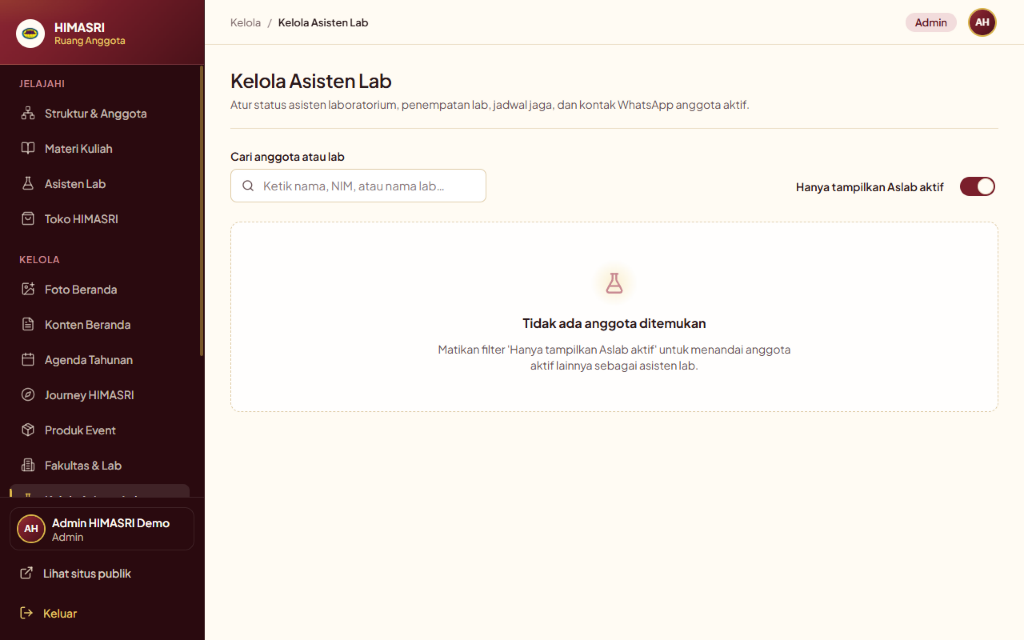 HIMASRI
Ruang Anggota
JELAJAHI
Struktur & Anggota
Materi Kuliah
Asisten Lab
Toko HIMASRI
KELOLA
Foto Beranda
Konten Beranda
Agenda Tahunan
Journey HIMASRI
Produk Event
Fakultas & Lab
AH
Admin HIMASRI Demo
Admin
Lihat situs publik
Keluar
Kelola / Kelola Asisten Lab
Admin
AH
Kelola Asisten Lab
Atur status asisten laboratorium, penempatan lab, jadwal jaga, dan kontak WhatsApp anggota aktif.
Cari anggota atau lab
Ketik nama, NIM, atau nama lab...
Hanya tampilkan Aslab aktif
Tidak ada anggota ditemukan
Matikan filter 'Hanya tampilkan Aslab aktif' untuk menandai anggota
aktif lainnya sebagai asisten lab.